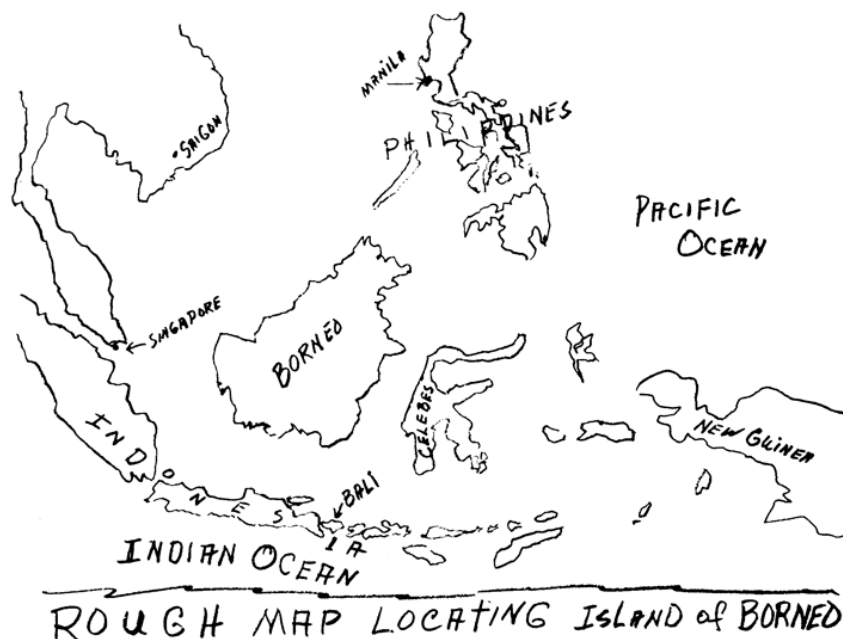 MANILA
PHILIPPINES
SAIGON
PACIFIC
OCEAN
SINGAPORE
BORNEO
CELEBES
NEW GUINEA
INDONESIA
BALI
INDIAN OCEAN
ROUGH MAP LOCATING ISLAND of BORNEO